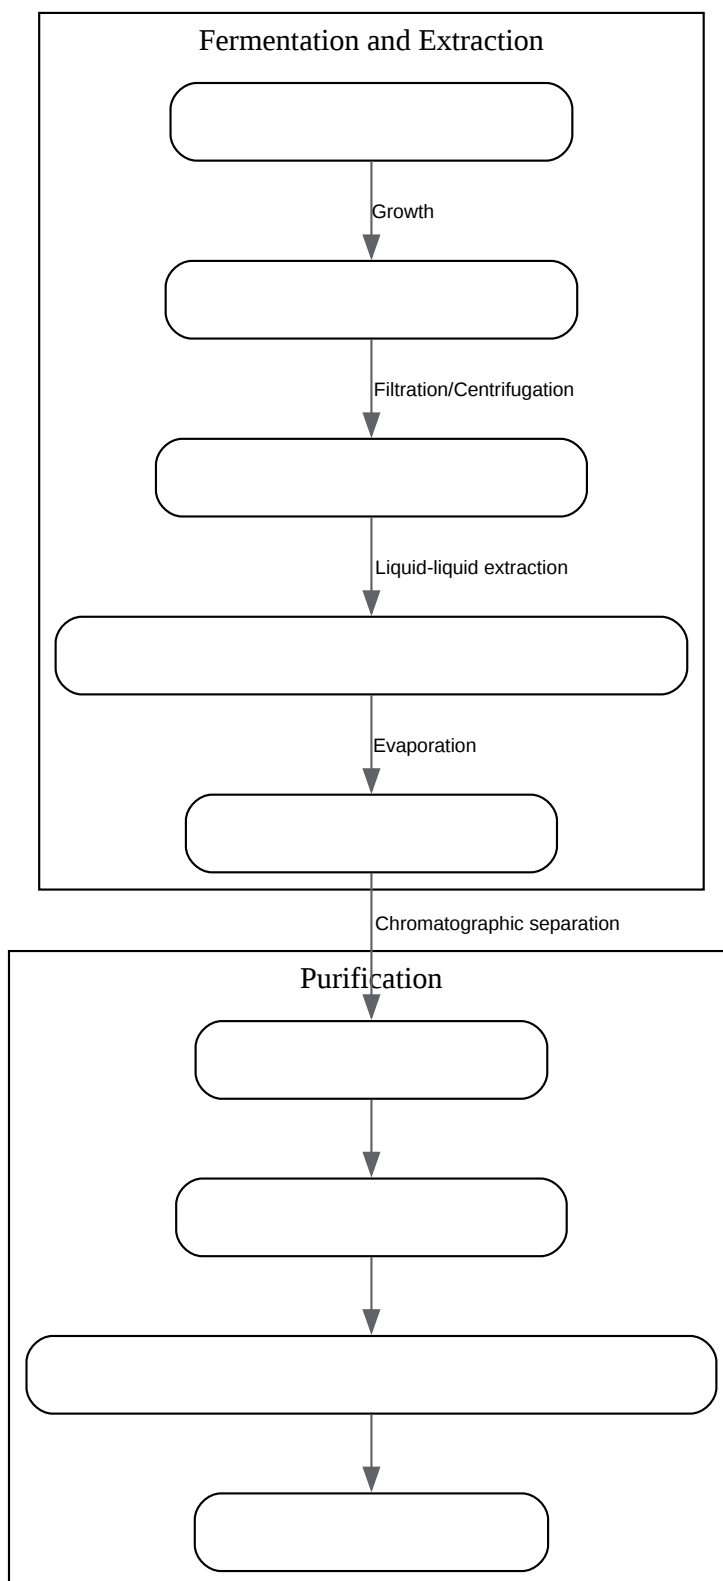 Fermentation and Extraction
Growth
Filtration/Centrifugation
Liquid-liquid extraction
Evaporation
Chromatographic separation
Purification